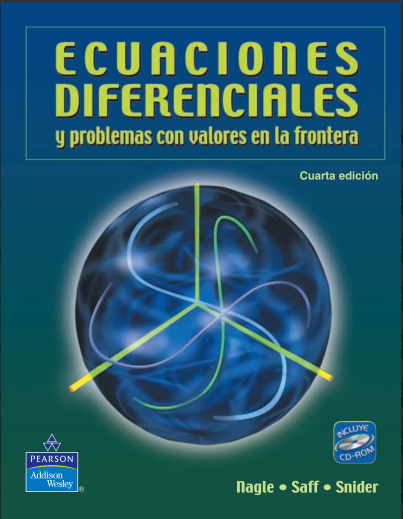 ECUACIONES
DIFERENCIALES
y problemas con valores en la frontera
Cuarta edición
INCLUYE
CD-ROM
PEARSON
Addison
Wesley
®
Nagle • Saff • Snider